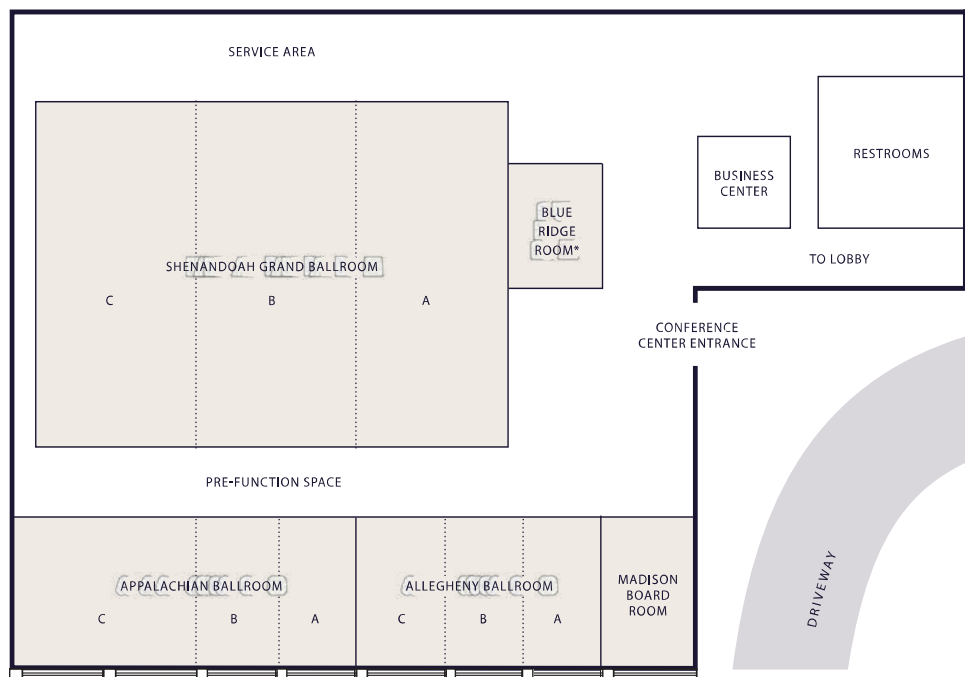 SERVICE AREA
RESTROOMS
BUSINESS
CENTER
BLUE
RIDGE
ROOM*
TO LOBBY
SHENANDOAH GRAND BALLROOM
C
B
A
CONFERENCE
CENTER ENTRANCE
PRE-FUNCTION SPACE
APPALACHIAN BALLROOM
C
B
A
ALLEGHENY BALLROOM
C
B
A
MADISON
BOARD
ROOM
DRIVEWAY